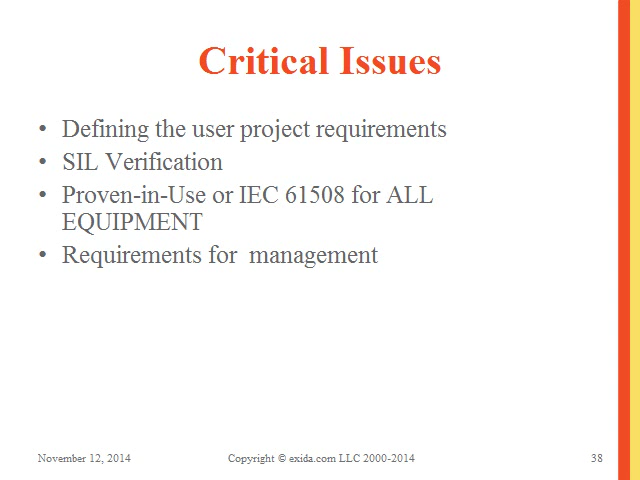 Critical Issues
• Defining the user project requirements
• SIL Verification
• Proven-in-Use or IEC 61508 for ALL
EQUIPMENT
• Requirements for  management
November 12, 2014
Copyright © exida.com LLC 2000-2014
38